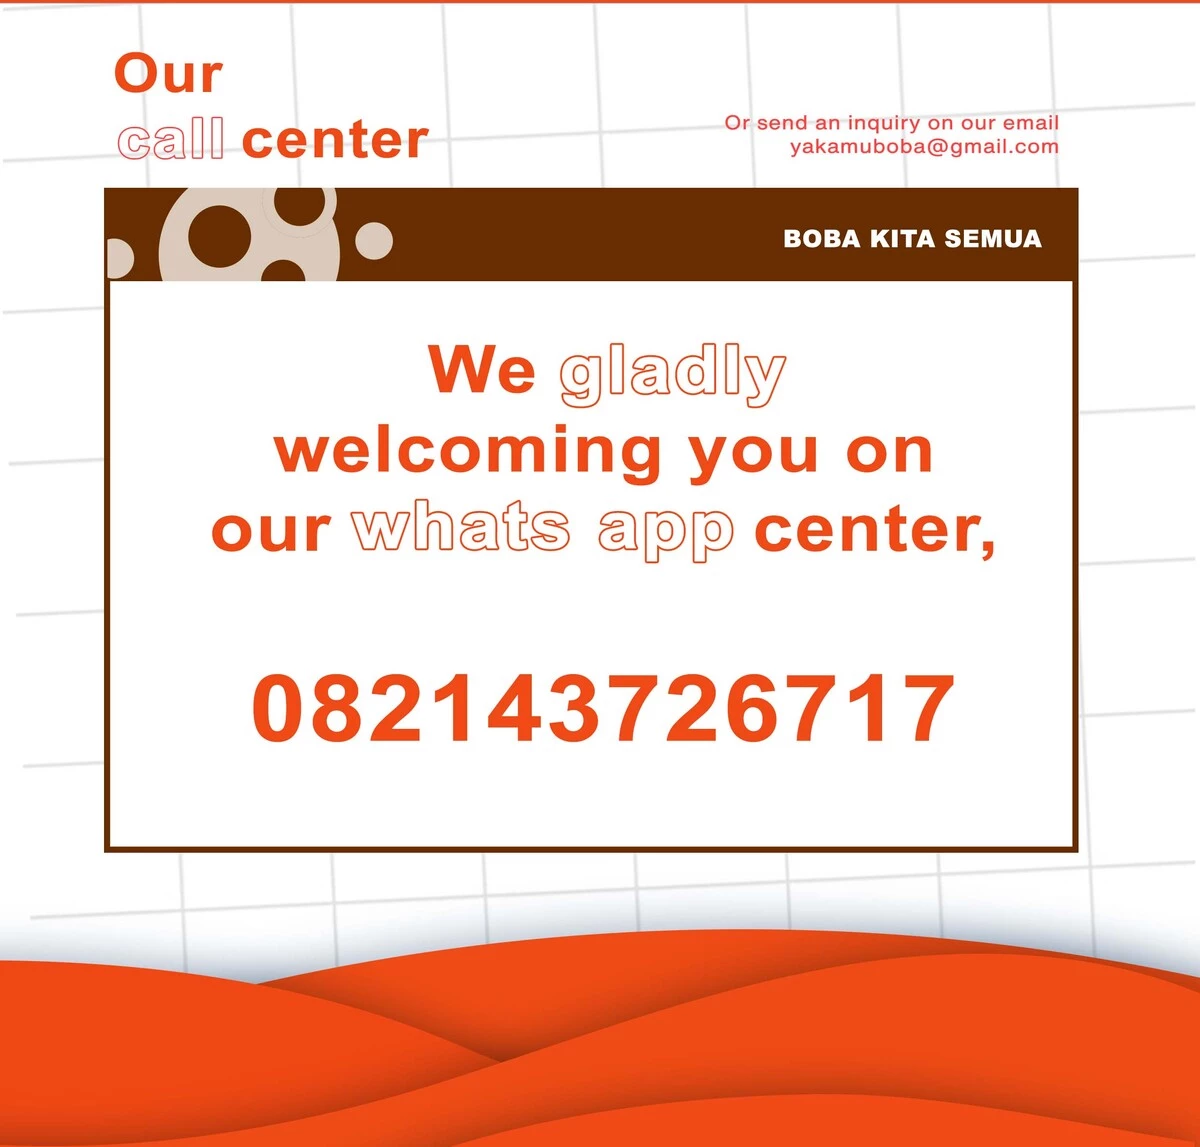 Our
call center
Or send an inquiry on our email
yakamuboba@gmail.com
BOBA KITA SEMUA
We gladly
welcoming you on
our whats app center,
082143726717